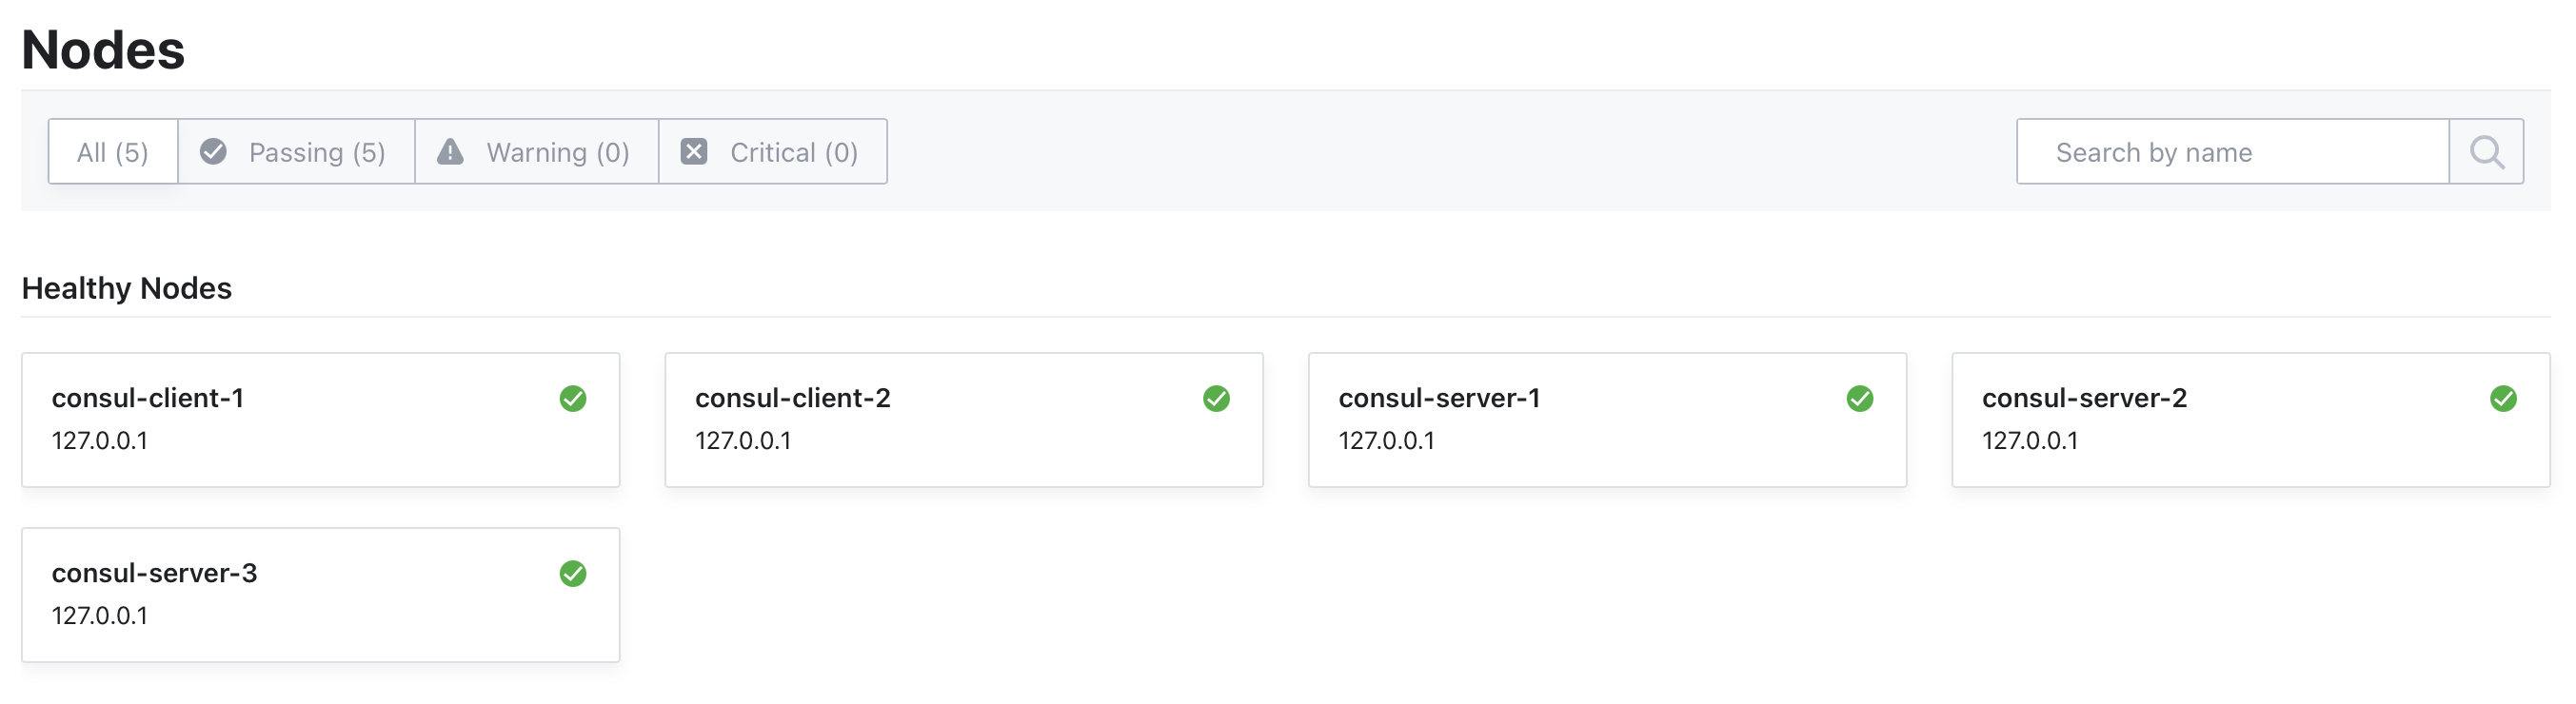 Nodes
All (5) Passing (5) Warning (0) Critical (0) Search by name
Healthy Nodes
consul-client-1
127.0.0.1
consul-client-2
127.0.0.1
consul-server-1
127.0.0.1
consul-server-2
127.0.0.1
consul-server-3
127.0.0.1